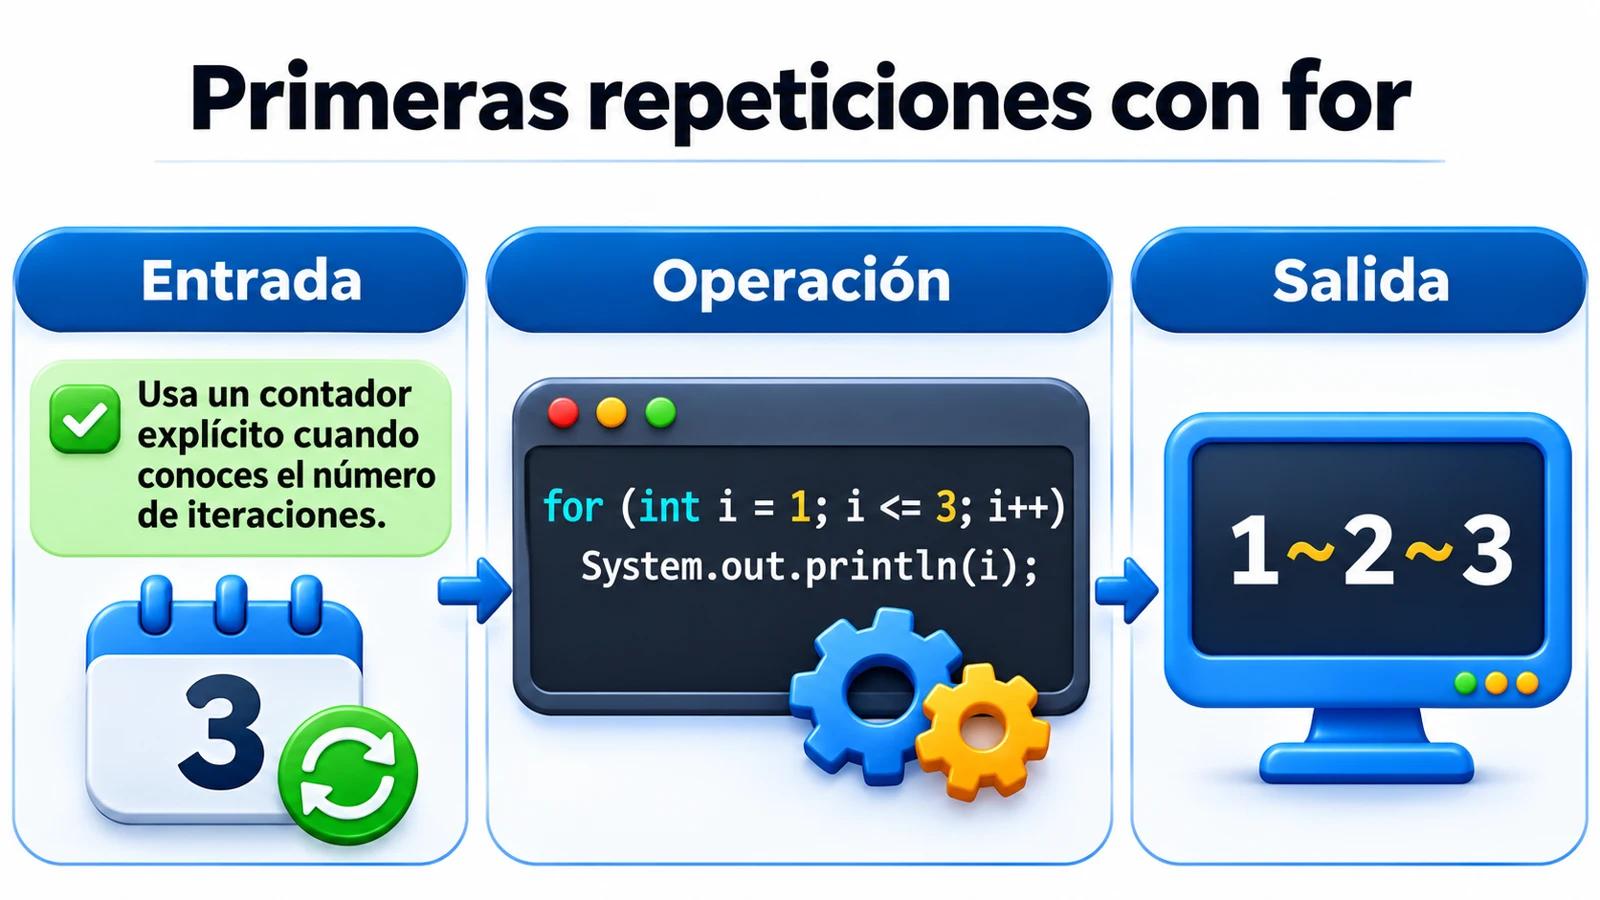 Primeras repeticiones con for
Entrada
Usa un contador
explícito cuando
conoces el número
de iteraciones.
3
Operación
for (int i = 1; i <= 3; i++)
System.out.println(i);
Salida
1~2~3